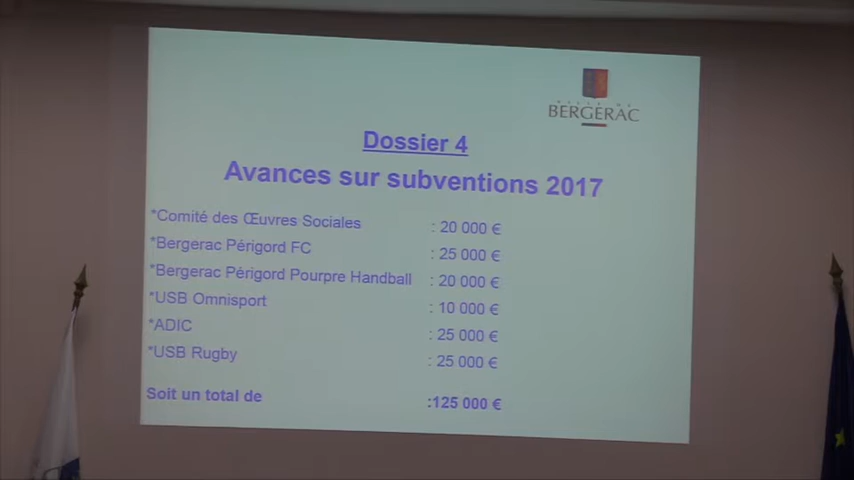 BERGERAC
Dossier 4
Avances sur subventions 2017
*Comité des Œuvres Sociales : 20 000 €
*Bergerac Périgord FC : 25 000 €
*Bergerac Périgord Pourpre Handball : 20 000 €
*USB Omnisport : 10 000 €
*ADIC : 25 000 €
*USB Rugby : 25 000 €
Soit un total de :125 000 €